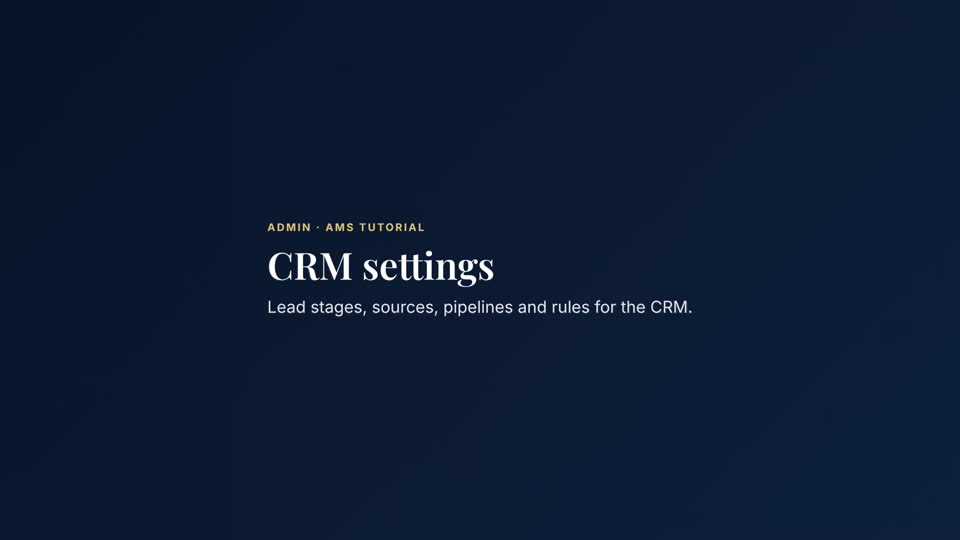 ADMIN · AMS TUTORIAL
CRM settings
Lead stages, sources, pipelines and rules for the CRM.